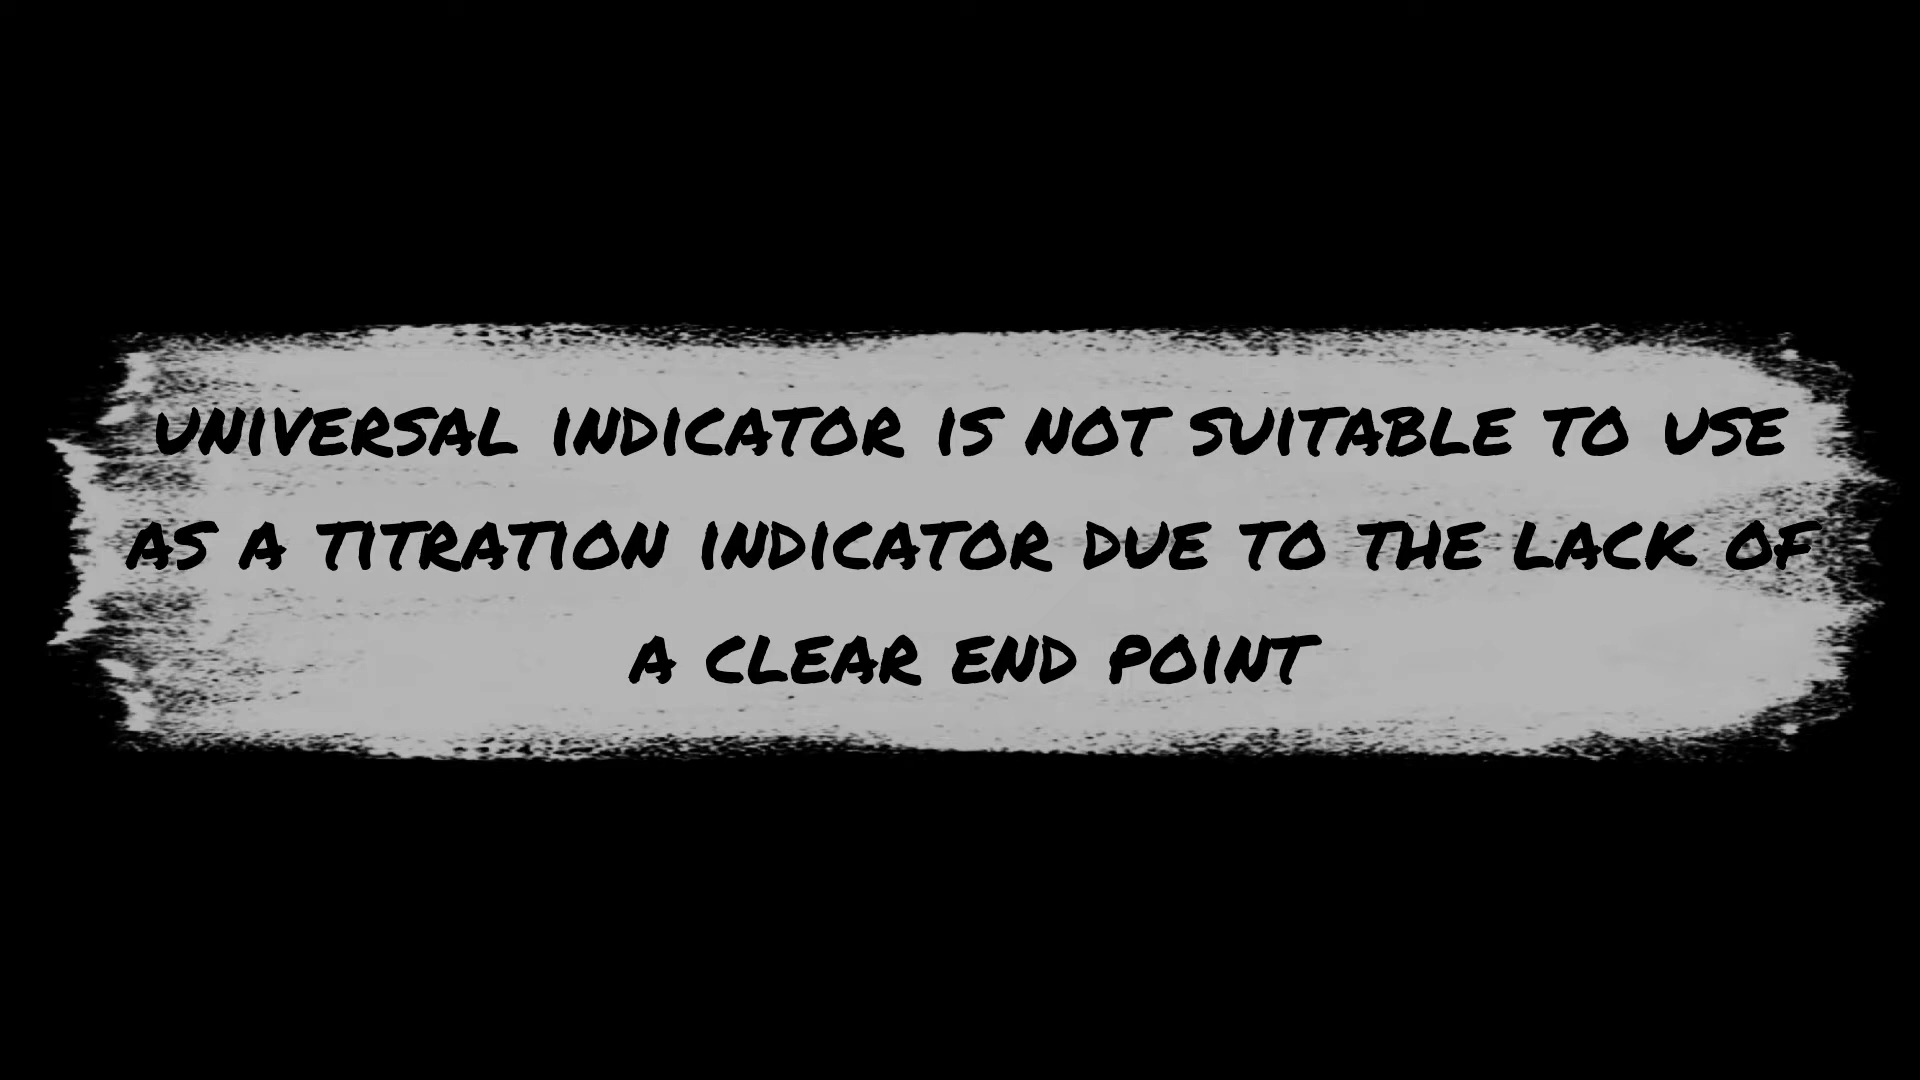 UNIVERSAL INDICATOR IS NOT SUITABLE TO USE
AS A TITRATION INDICATOR DUE TO THE LACK OF
A CLEAR END POINT